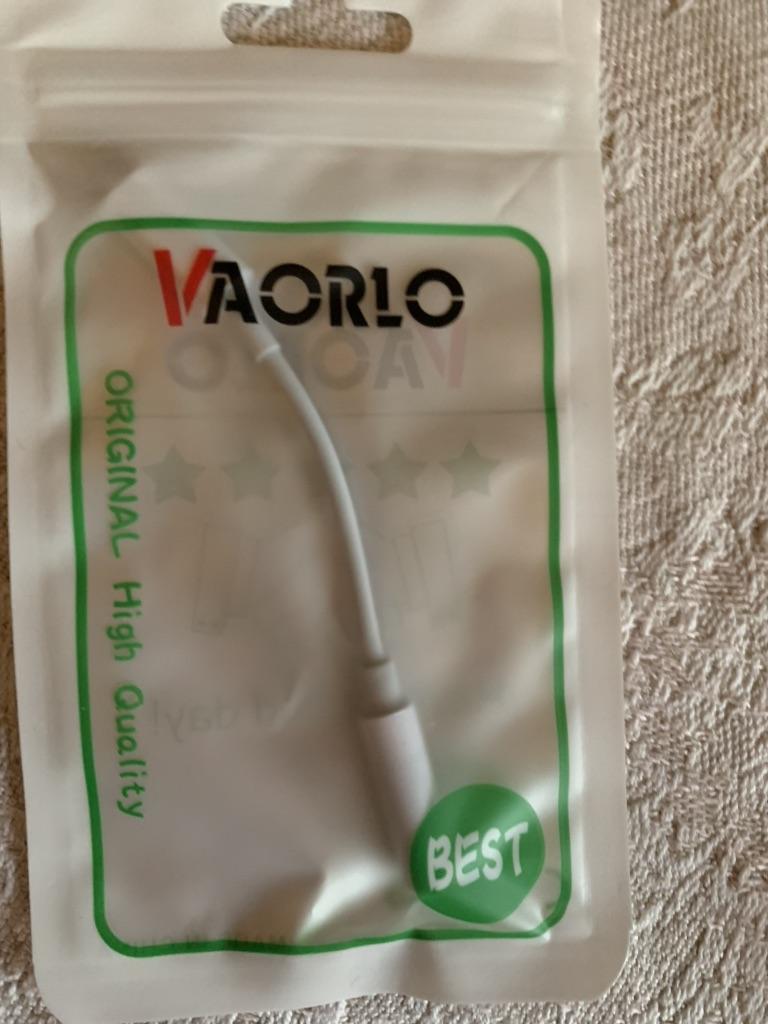 VAORLO
ORIGINAL High Quality
BEST